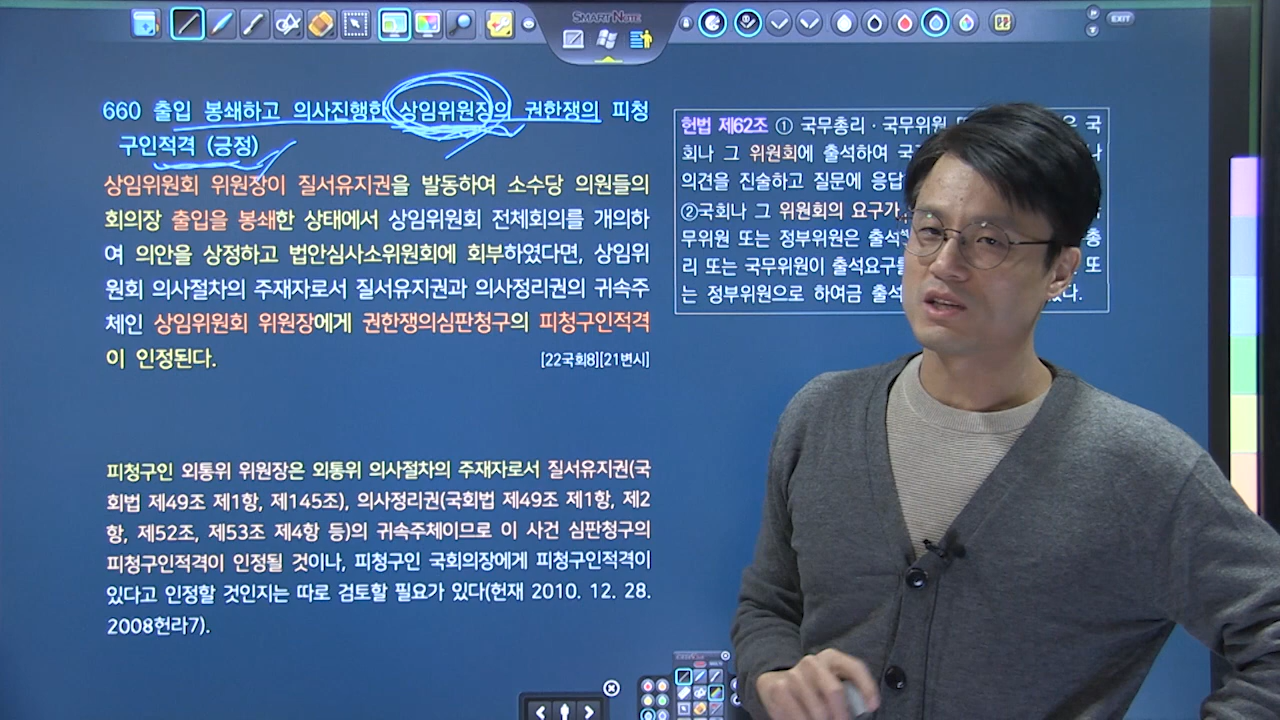 SMART NOTE
EXIT
660 출입 봉쇄하고 의사진행한 상임위원장의 권한쟁의 피청
구인적격 (긍정)
상임위원회 위원장이 질서유지권을 발동하여 소수당 의원들의
회의장 출입을 봉쇄한 상태에서 상임위원회 전체회의를 개의하
여 의안을 상정하고 법안심사소위원회에 회부하였다면, 상임위
원회 의사절차의 주재자로서 질서유지권과 의사정리권의 귀속주
체인 상임위원회 위원장에게 권한쟁의심판청구의 피청구인적격
이 인정된다. [22국회8][21변시]
피청구인 외통위 위원장은 외통위 의사절차의 주재자로서 질서유지권(국
회법 제49조 제1항, 제145조), 의사정리권(국회법 제49조 제1항, 제2
항, 제52조, 제53조 제4항 등)의 귀속주체이므로 이 사건 심판청구의
피청구인적격이 인정될 것이나, 피청구인 국회의장에게 피청구인적격이
있다고 인정할 것인지는 따로 검토할 필요가 있다(헌재 2010. 12. 28.
2008헌라7).
헌법 제62조 ① 국무총리·국무위원 국
회나 그 위원회에 출석하여
의견을 진술하고 질문에 응답
②국회나 그 위원회의 요구가
무위원 또는 정부위원은 총
리 또는 국무위원이 출석요구를 또
는 정부위원으로 하여금 출석